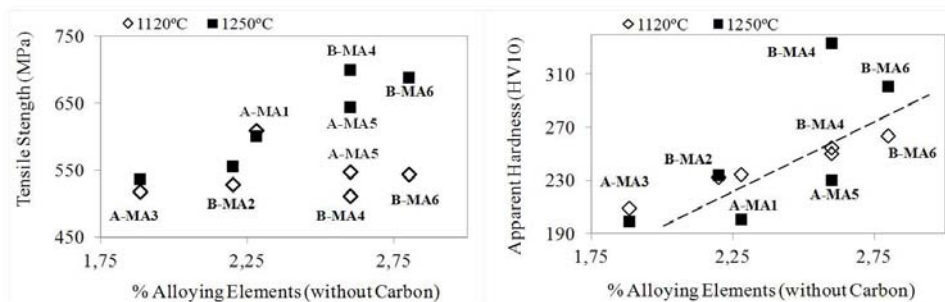 ◇1120ºC ■1250ºC
Tensile Stength (MPa)
750
650
550
450
B-MA4
B-MA6
A-MA1
A-MA5
A-MA5
A-MA3
B-MA2
B-MA4
B-MA6
1,75 2,25 2,75
% Alloying Elements (without Carbon)
◇1120ºC ■1250ºC
Apparent Hardness (HV10)
310
270
230
190
B-MA4
B-MA6
B-MA4
B-MA6
B-MA2
A-MA3
A-MA5
A-MA1
1,75 2,25 2,75
% Alloying Elements (without Carbon)